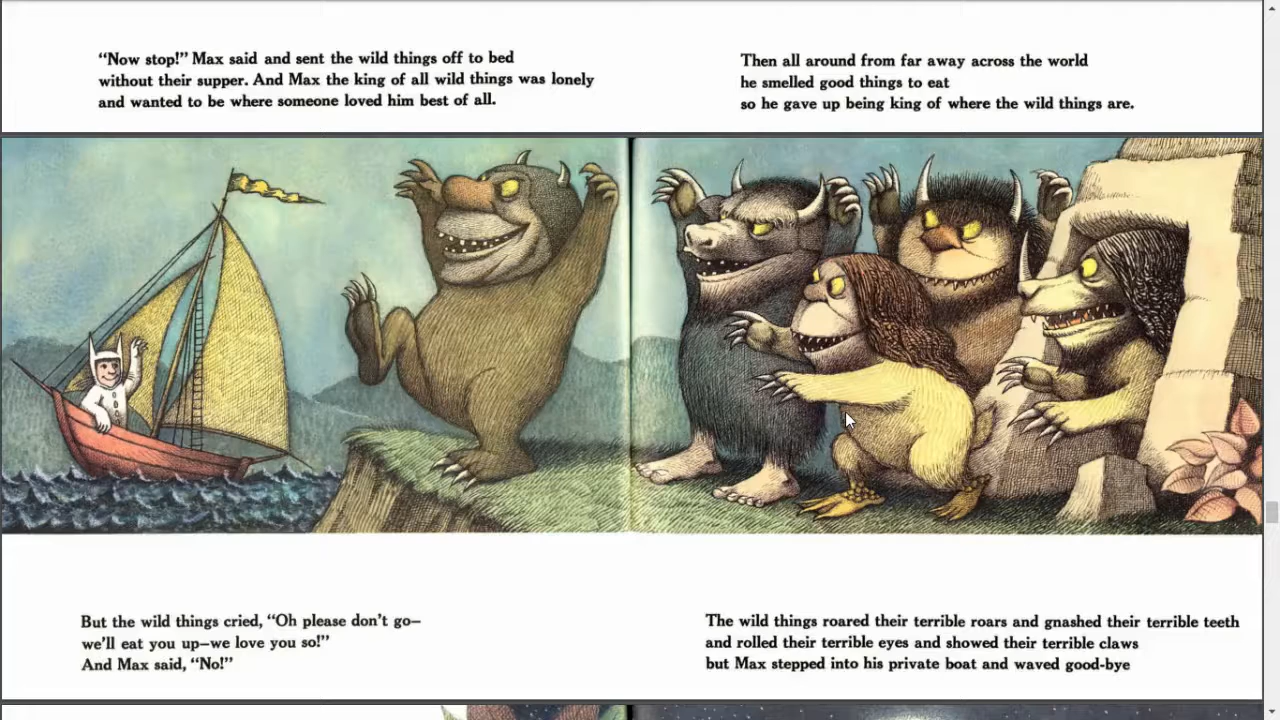 “Now stop!” Max said and sent the wild things off to bed
without their supper. And Max the king of all wild things was lonely
and wanted to be where someone loved him best of all.
Then all around from far away across the world
he smelled good things to eat
so he gave up being king of where the wild things are.
But the wild things cried, “Oh please don’t go—
we’ll eat you up—we love you so!”
And Max said, “No!”
The wild things roared their terrible roars and gnashed their terrible teeth
and rolled their terrible eyes and showed their terrible claws
but Max stepped into his private boat and waved good-bye